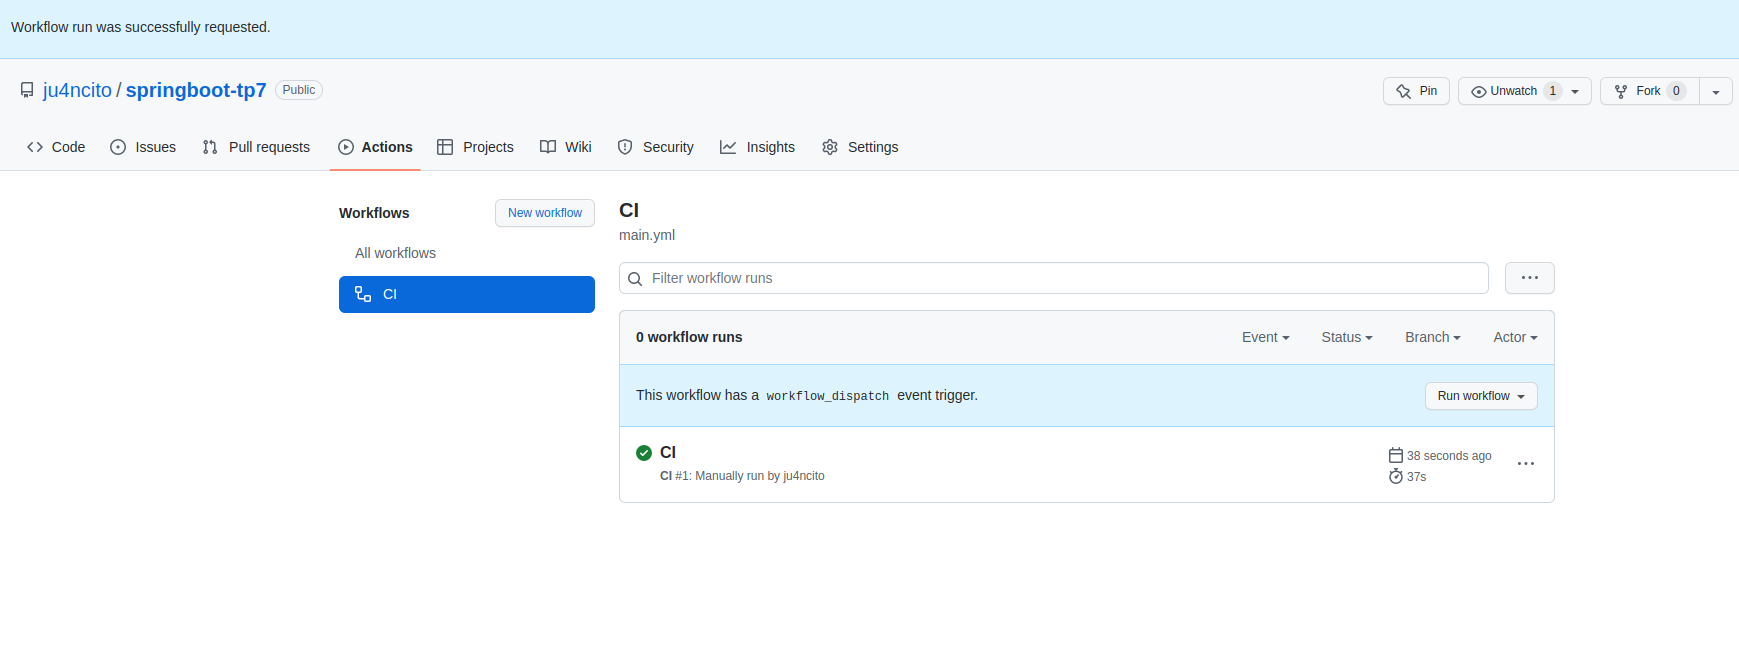 Workflow run was successfully requested.
ju4ncito / springboot-tp7 Public
Pin
Unwatch 1
Fork 0
Code
Issues
Pull requests
Actions
Projects
Wiki
Security
Insights
Settings
Workflows
New workflow
All workflows
CI
CI
main.yml
Filter workflow runs
0 workflow runs
Event
Status
Branch
Actor
This workflow has a workflow_dispatch event trigger.
Run workflow
CI
CI #1: Manually run by ju4ncito
38 seconds ago
37s